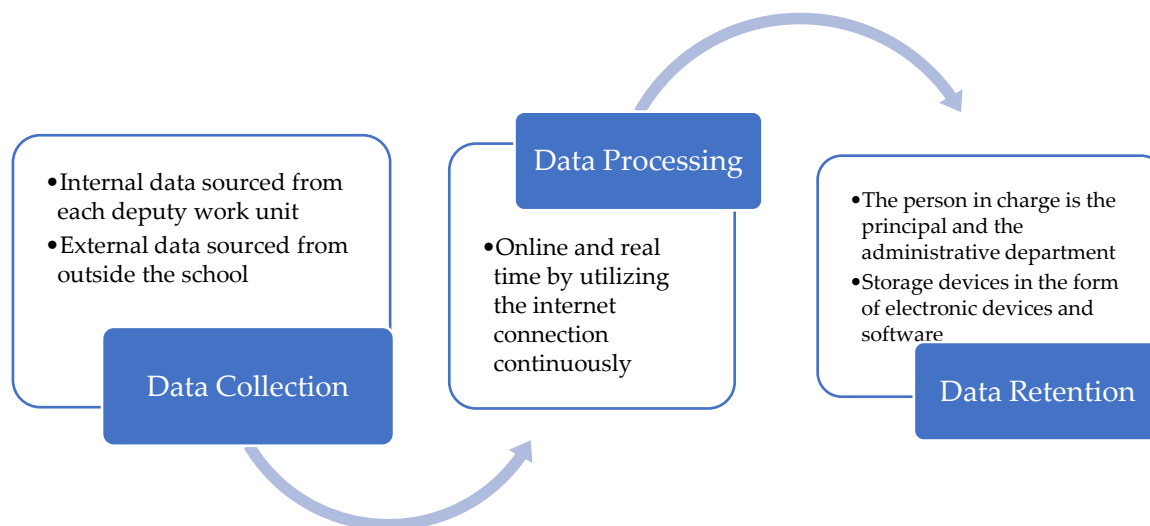 •Internal data sourced from
each deputy work unit
•External data sourced from
outside the school
Data Collection
Data Processing
•Online and real
time by utilizing
the internet
connection
continuously
•The person in charge is the
principal and the
administrative department
•Storage devices in the form
of electronic devices and
software
Data Retention